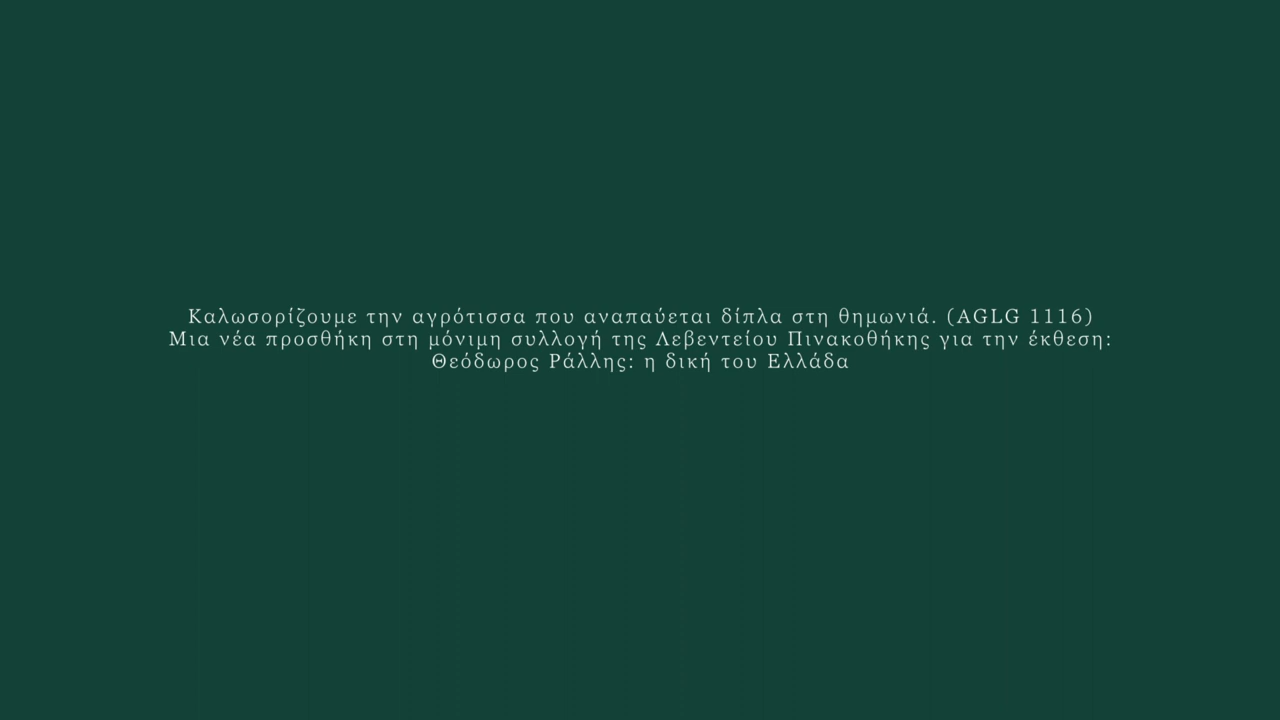 Καλωσορίζουμε την αγρότισσα που αναπαύεται δίπλα στη θημωνιά. (AGLG 1116)
Μια νέα προσθήκη στη μόνιμη συλλογή της Λεβεντείου Πινακοθήκης για την έκθεση:
Θεόδωρος Ράλλης: η δική του Ελλάδα